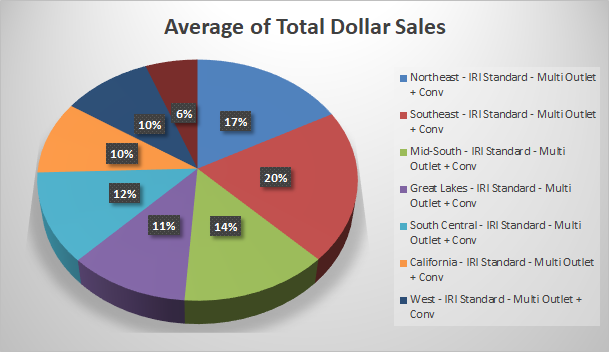 Average of Total Dollar Sales
17%
20%
14%
11%
12%
10%
10%
6%
Northeast - IRI Standard - Multi Outlet
+ Conv
Southeast - IRI Standard - Multi Outlet
+ Conv
Mid-South - IRI Standard - Multi
Outlet + Conv
Great Lakes - IRI Standard - Multi
Outlet + Conv
South Central - IRI Standard - Multi
Outlet + Conv
California - IRI Standard - Multi Outlet
+ Conv
West - IRI Standard - Multi Outlet +
Conv